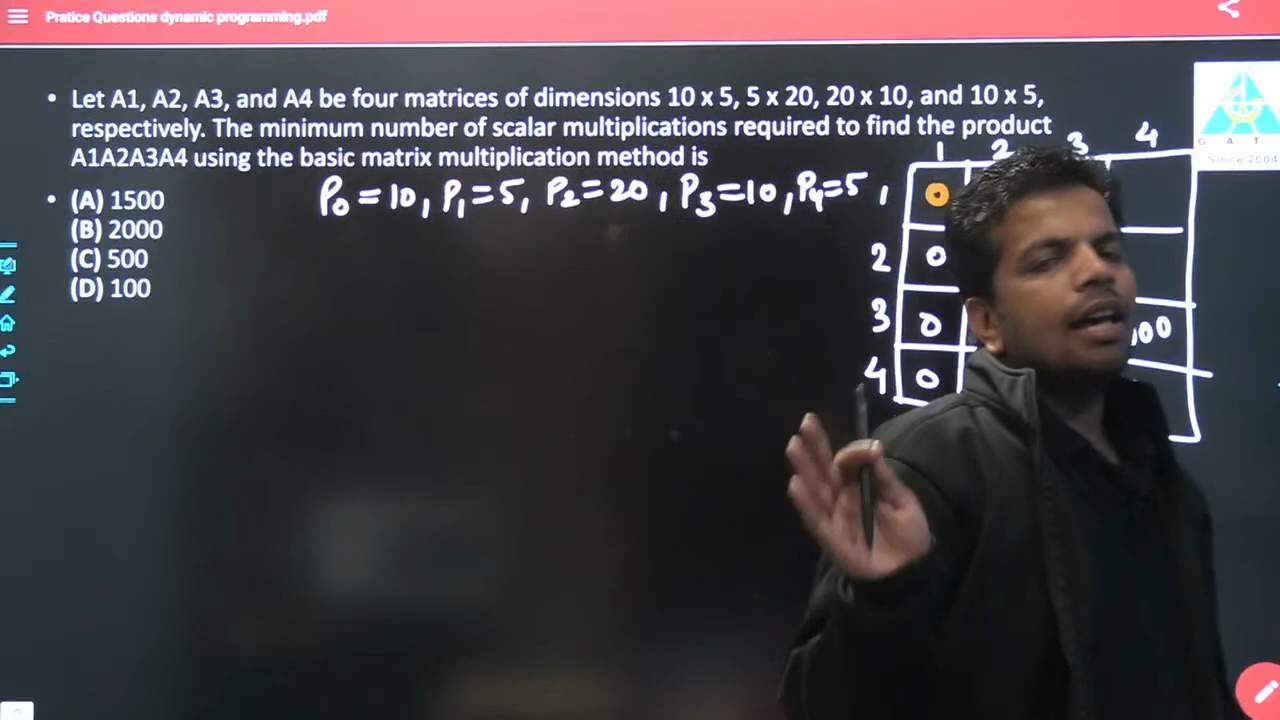 Pratice Questions dynamic programming.pdf
• Let A1, A2, A3, and A4 be four matrices of dimensions 10 x 5, 5 x 20, 20 x 10, and 10 x 5,
respectively. The minimum number of scalar multiplications required to find the product
A1A2A3A4 using the basic matrix multiplication method is
• (A) 1500
(B) 2000
(C) 500
(D) 100
P0 = 10, P1 = 5, P2 = 20, P3 = 10, P4 = 5
1 2 3 4
1
2 0
3 0
4 0
G A T
Since 2004